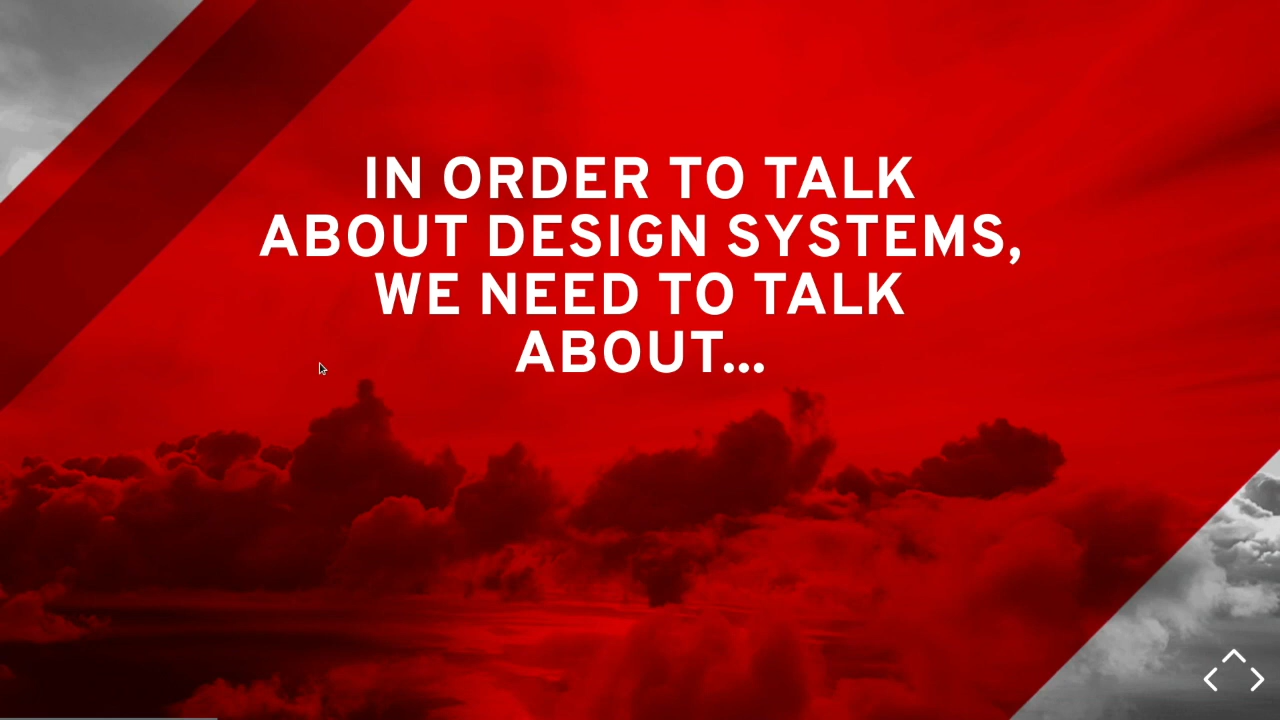 IN ORDER TO TALK
ABOUT DESIGN SYSTEMS,
WE NEED TO TALK
ABOUT...